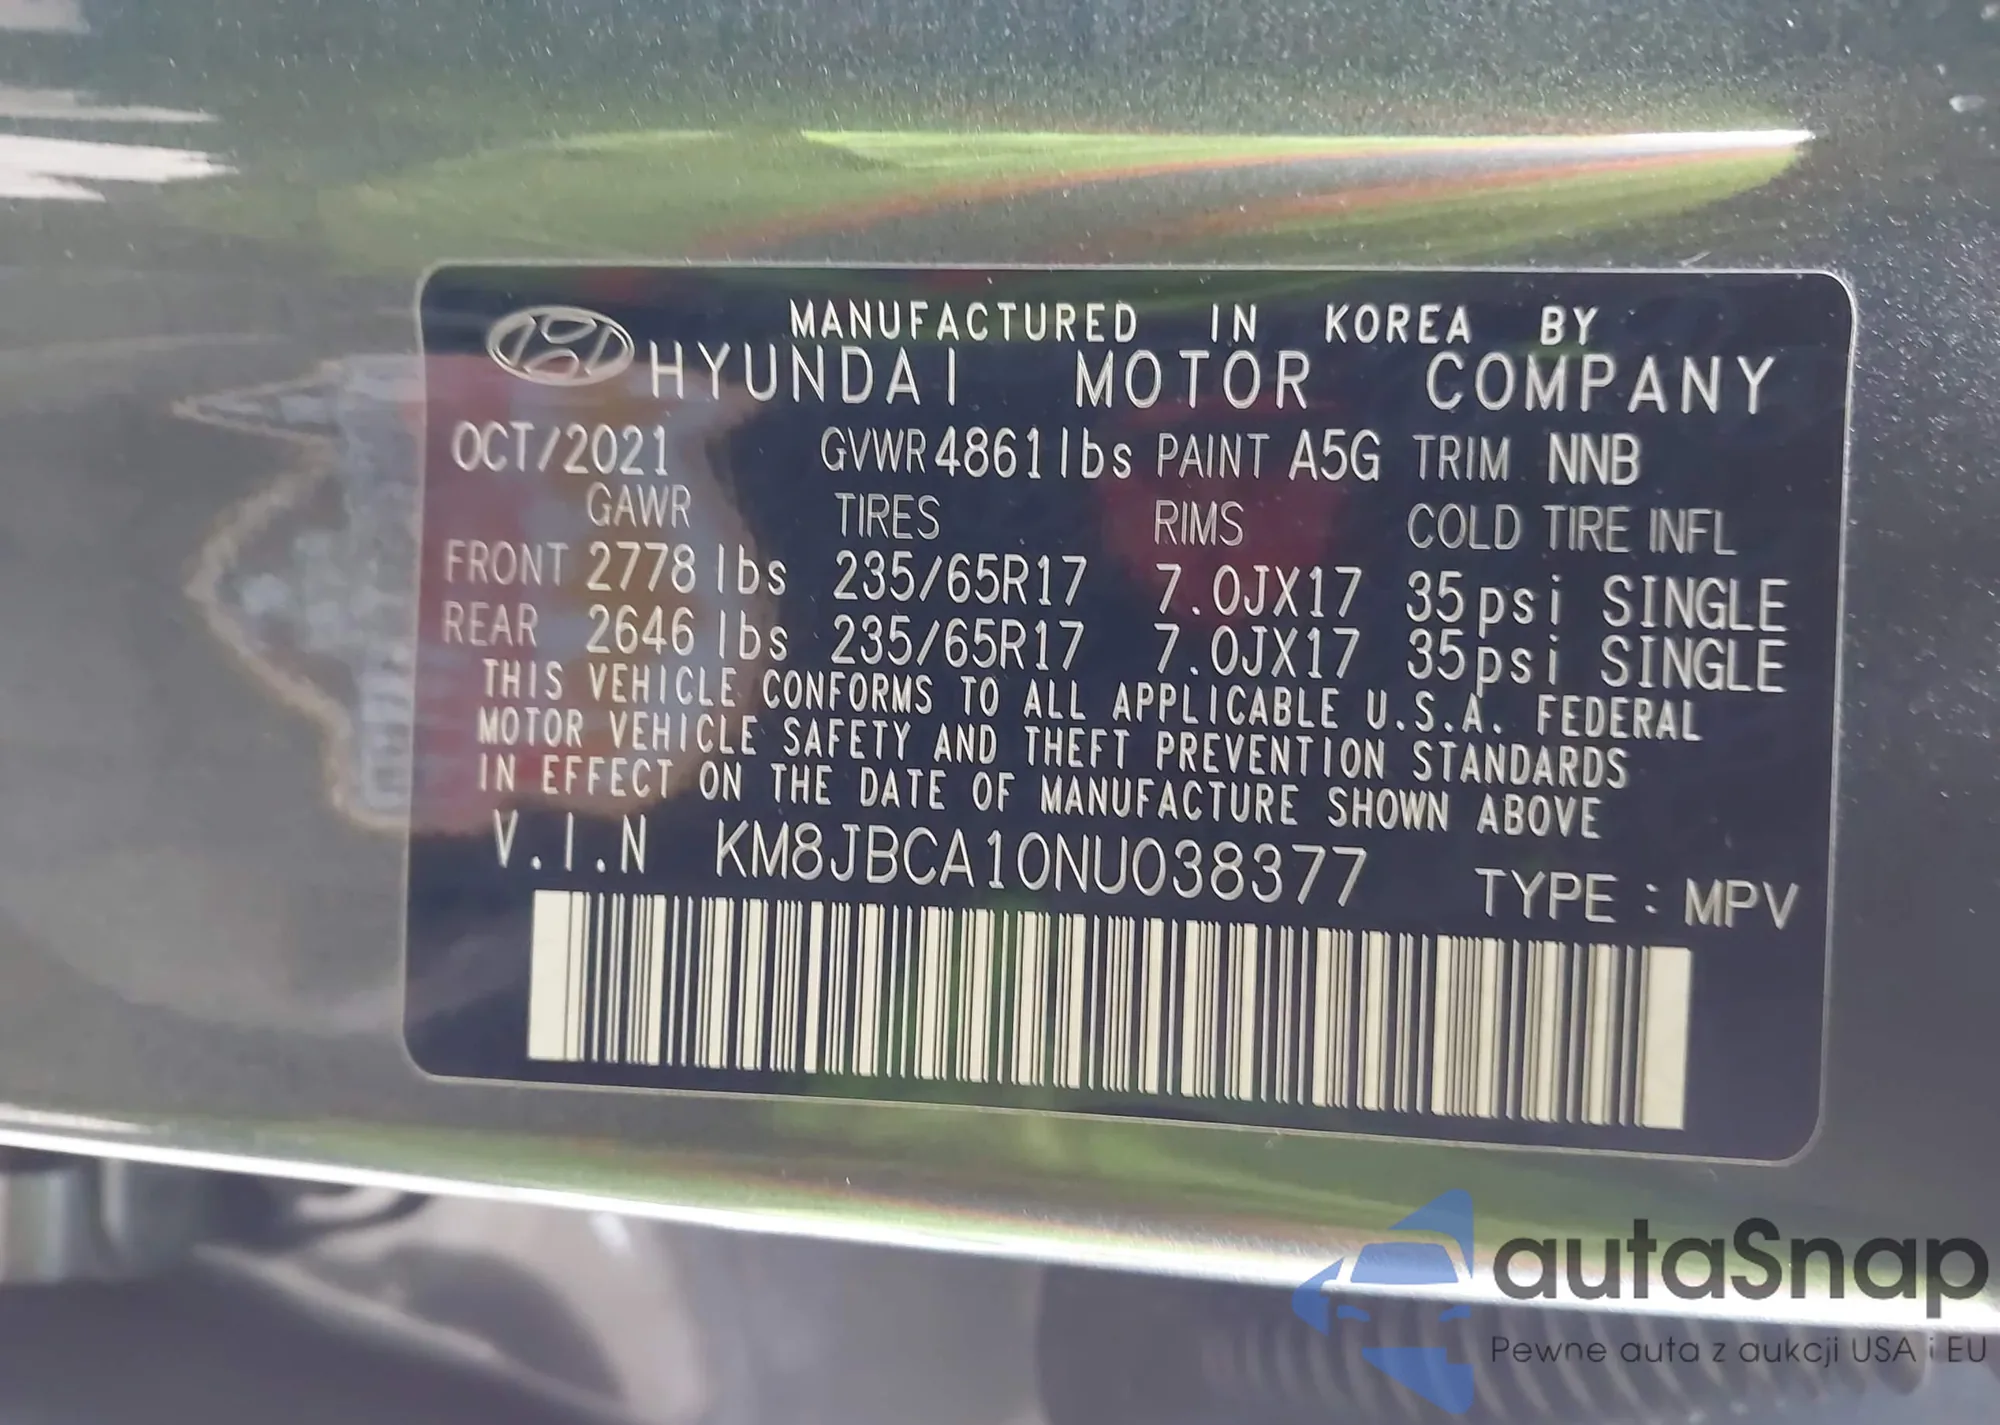 MANUFACTURED IN KOREA BY
HYUNDAI MOTOR COMPANY
OCT/2021 GVWR 4861lbs PAINT A5G TRIM NNB
GAWR TIRES RIMS COLD TIRE INFL
FRONT 2778 lbs 235/65R17 7.0JX17 35psi SINGLE
REAR 2646 lbs 235/65R17 7.0JX17 35psi SINGLE
THIS VEHICLE CONFORMS TO ALL APPLICABLE U.S.A. FEDERAL
MOTOR VEHICLE SAFETY AND THEFT PREVENTION STANDARDS
IN EFFECT ON THE DATE OF MANUFACTURE SHOWN ABOVE
V.I.N KM8JBCA10NU038377 TYPE : MPV
autaSnap
Pewne auta z aukcji USA i EU